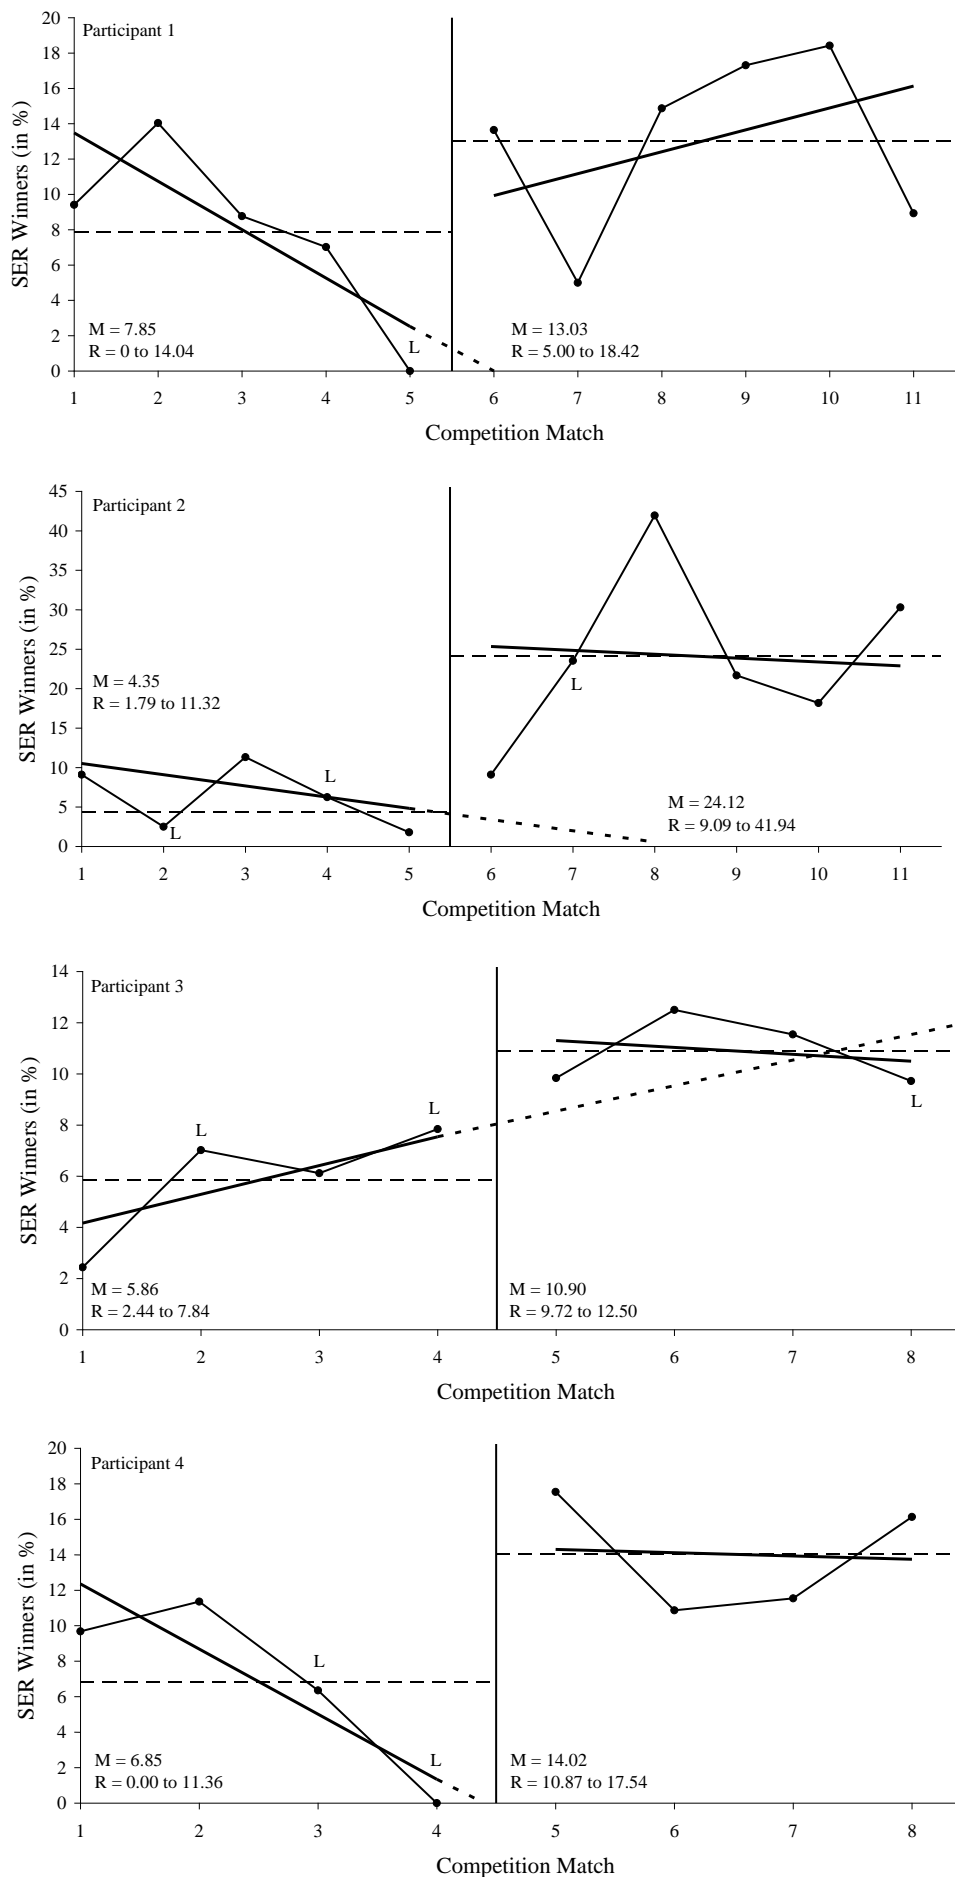 Participant 1
SER Winners (in %)
20
18
16
14
12
10
8
6
4
2
0
M = 7.85
R = 0 to 14.04
L
M = 13.03
R = 5.00 to 18.42
1 2 3 4 5 6 7 8 9 10 11
Competition Match
Participant 2
SER Winners (in %)
45
40
35
30
25
20
15
10
5
0
M = 4.35
R = 1.79 to 11.32
L
L
L
M = 24.12
R = 9.09 to 41.94
1 2 3 4 5 6 7 8 9 10 11
Competition Match
Participant 3
SER Winners (in %)
14
12
10
8
6
4
2
0
L
L
L
M = 5.86
R = 2.44 to 7.84
M = 10.90
R = 9.72 to 12.50
1 2 3 4 5 6 7 8
Competition Match
Participant 4
SER Winners (in %)
20
18
16
14
12
10
8
6
4
2
0
L
L
M = 6.85
R = 0.00 to 11.36
M = 14.02
R = 10.87 to 17.54
1 2 3 4 5 6 7 8
Competition Match